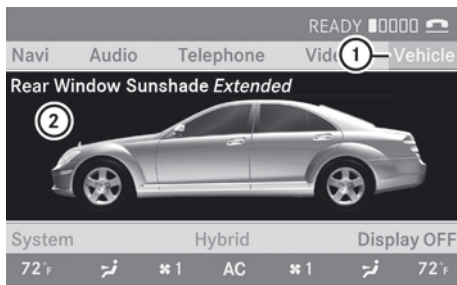 READY
Navi Audio Telephone Vide 1 Vehicle
Rear Window Sunshade Extended
2
System Hybrid Display OFF
72°F 1 AC 1 72°F